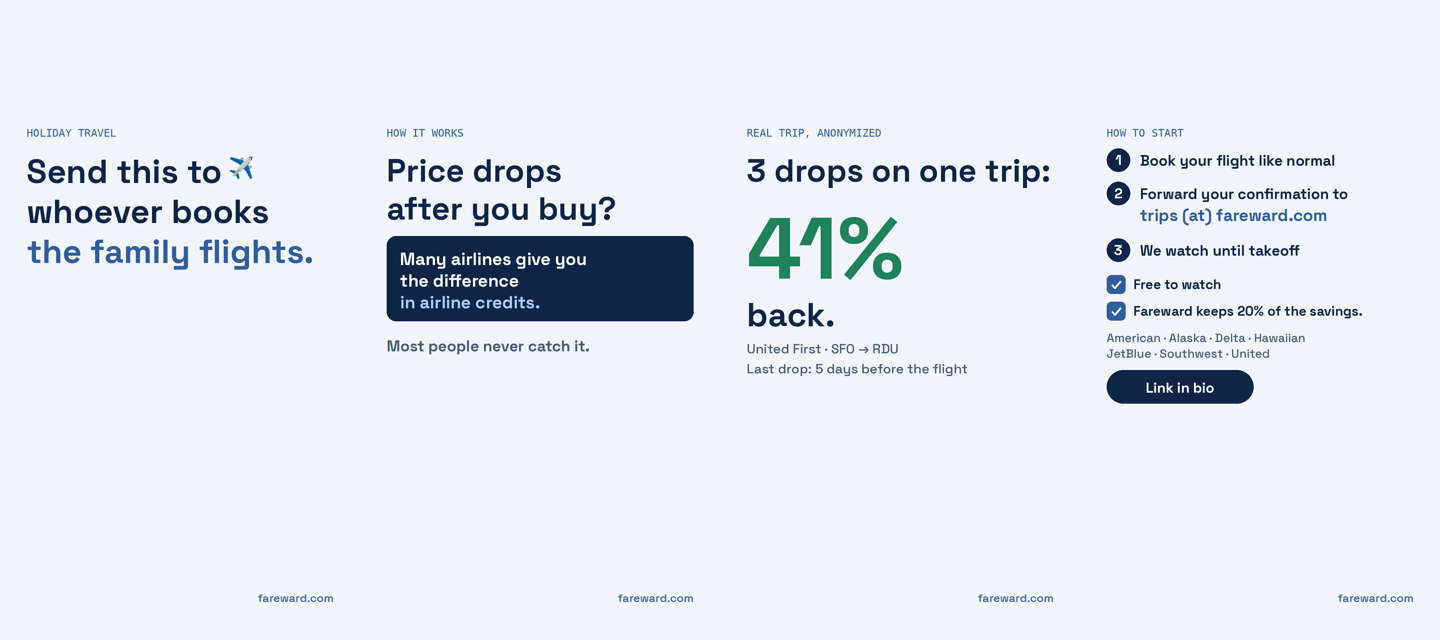 HOLIDAY TRAVEL
Send this to ✈️
whoever books
the family flights.
fareward.com
HOW IT WORKS
Price drops
after you buy?
Many airlines give you
the difference
in airline credits.
Most people never catch it.
fareward.com
REAL TRIP, ANONYMIZED
3 drops on one trip:
41%
back.
United First · SFO → RDU
Last drop: 5 days before the flight
fareward.com
HOW TO START
1 Book your flight like normal
2 Forward your confirmation to
trips (at) fareward.com
3 We watch until takeoff
Free to watch
Fareward keeps 20% of the savings.
American · Alaska · Delta · Hawaiian
JetBlue · Southwest · United
Link in bio
fareward.com